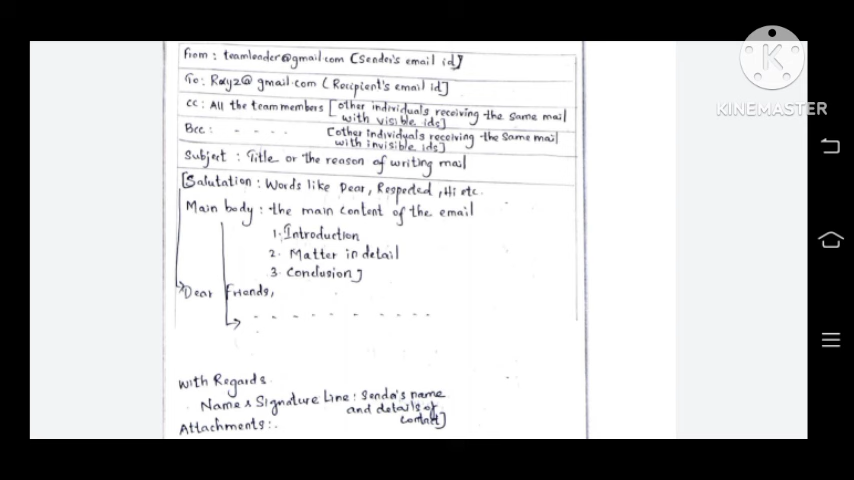 From : teamleader@gmail.com [Sender's email id]
To : Rxyz@gmail.com (Recipient's email id]
CC : All the team members [other individuals receiving the same mail
with visible ids]
Bcc : - - - - - [other individuals receiving the same mail
with invisible ids]
Subject : Title or the reason of writing mail
[Salutation : Words like Dear, Respected, Hi etc.
Main body : the main content of the email
1. Introduction
2. Matter in detail
3. Conclusion]
Dear Friends,
- - - - - - - - - - -
With Regards
Name & Signature Line : Sender's name
and details of
contact]
Attachments :.
K
KINEMASTER